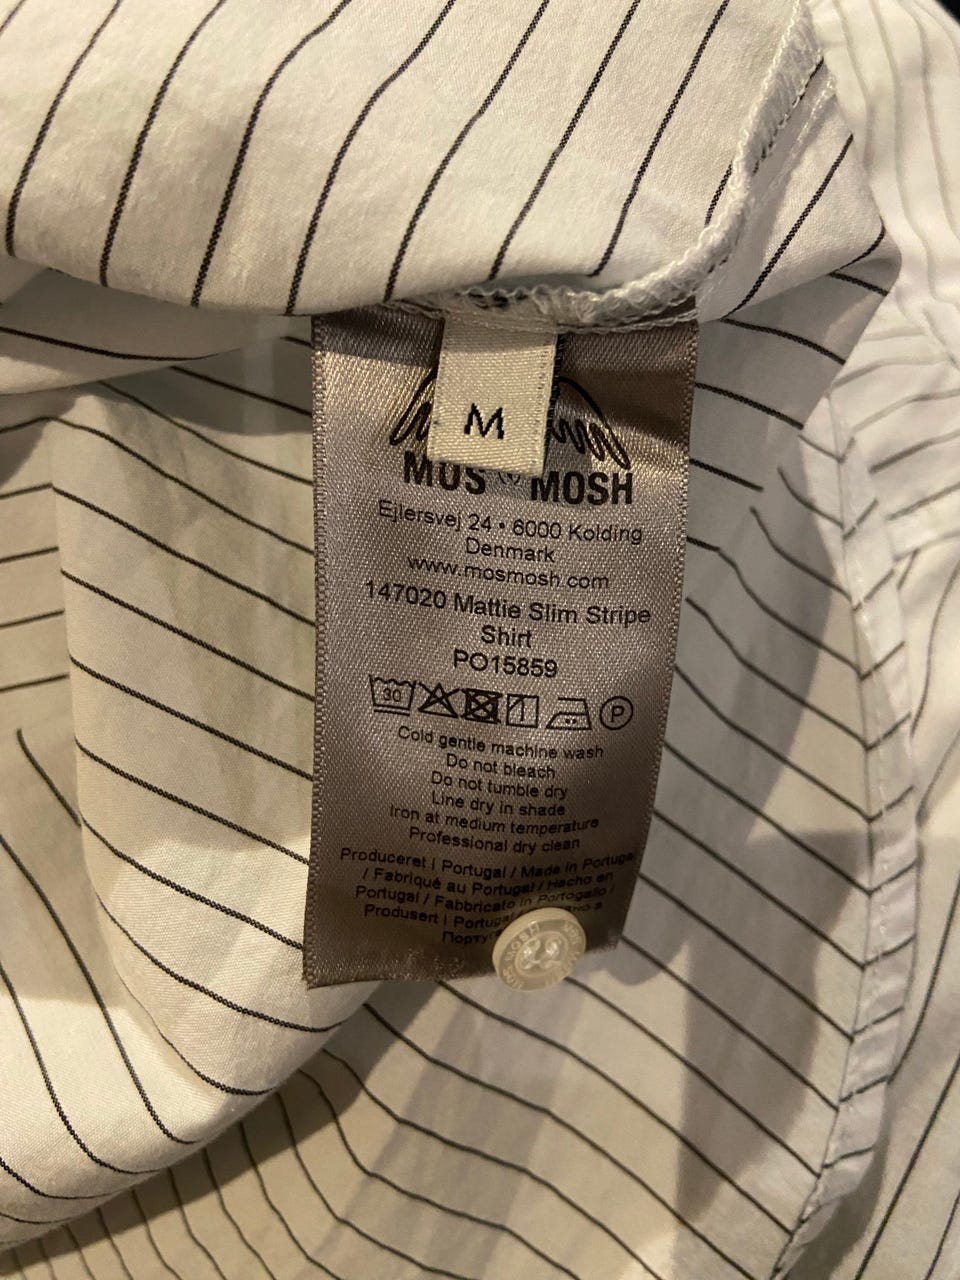 M
MOS MOSH
Ejlersvej 24 • 6000 Kolding
Denmark
www.mosmosh.com
147020 Mattie Slim Stripe
Shirt
PO15859
30 P
Cold gentle machine wash
Do not bleach
Do not tumble dry
Line dry in shade
Iron at medium temperature
Professional dry clean
Produceret i Portugal / Made in Portugal
/ Fabriqué au Portugal / Hecho en
Portugal / Fabbricato in Portogallo /
Produsert i Portugal
MOS MOSH